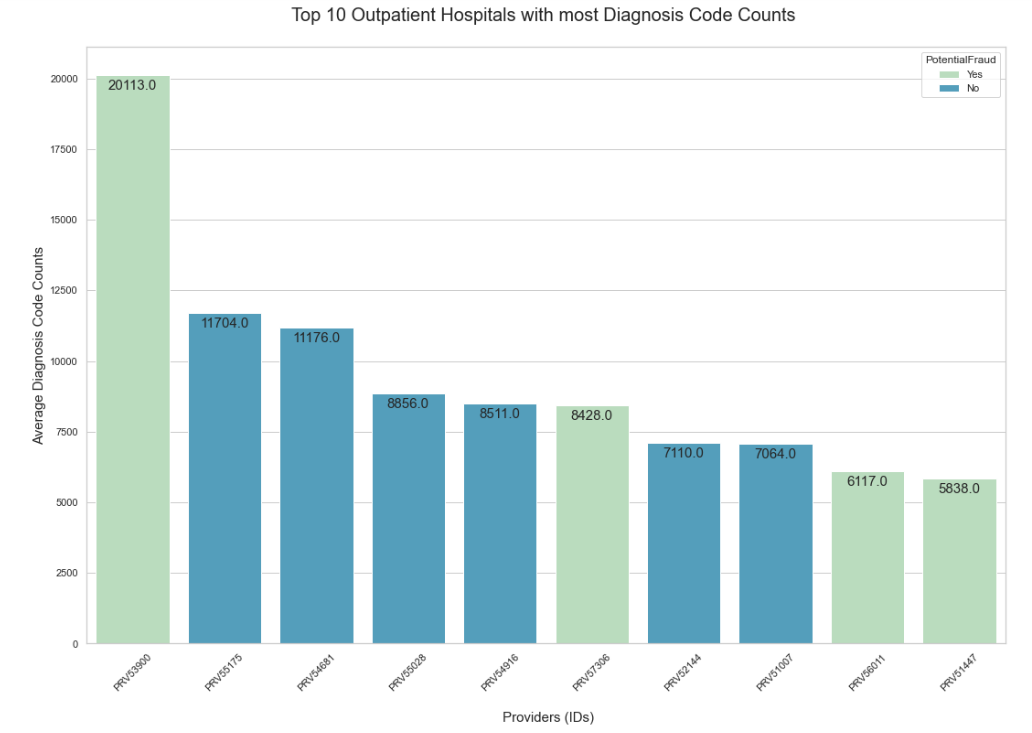 Top 10 Outpatient Hospitals with most Diagnosis Code Counts
PotentialFraud
Yes
No
Average Diagnosis Code Counts
20000
17500
15000
12500
10000
7500
5000
2500
0
20113.0
11704.0
11176.0
8856.0
8511.0
8428.0
7110.0
7064.0
6117.0
5838.0
PRV53900
PRV55175
PRV54681
PRV55028
PRV54916
PRV57306
PRV52144
PRV51007
PRV56011
PRV51447
Providers (IDs)